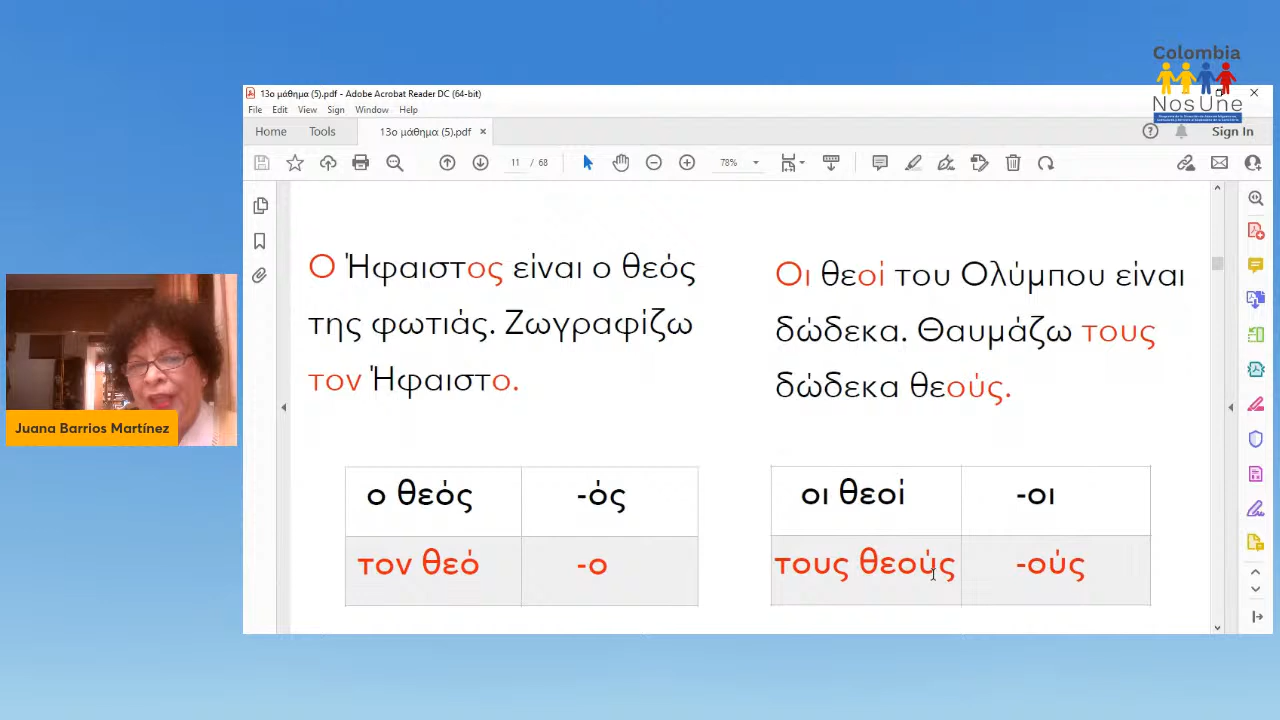 Colombia
NosUne
13ο μάθημα (5).pdf - Adobe Acrobat Reader DC (64-bit)
File Edit View Sign Window Help
Home Tools 13ο μάθημα (5).pdf Sign In
11 / 68 78%
Ο Ήφαιστος είναι ο θεός
της φωτιάς. Ζωγραφίζω
τον Ήφαιστο.
Οι θεοί του Ολύμπου είναι
δώδεκα. Θαυμάζω τους
δώδεκα θεούς.
ο θεός -ός
τον θεό -ο
οι θεοί -οι
τους θεούς -ούς
Juana Barrios Martínez